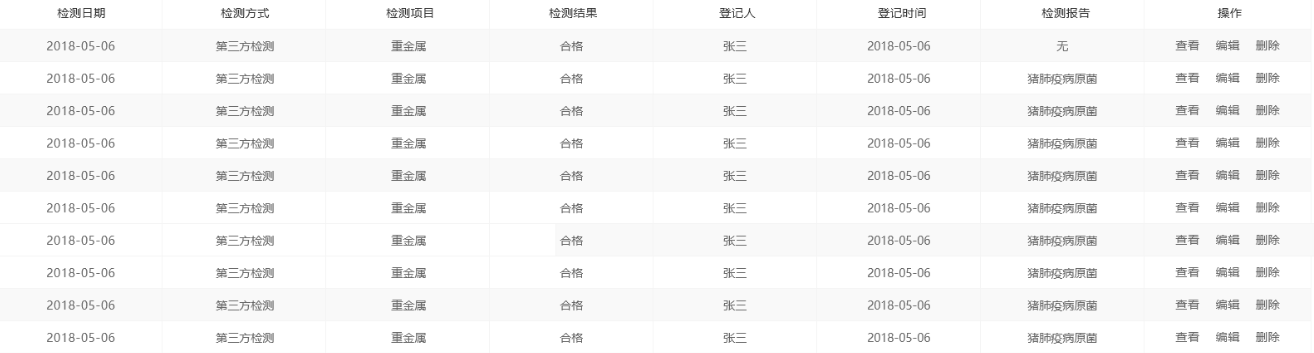 检测日期 检测方式 检测项目 检测结果 登记人 登记时间 检测报告 操作
2018-05-06 第三方检测 重金属 合格 张三 2018-05-06 无 查看 编辑 删除
2018-05-06 第三方检测 重金属 合格 张三 2018-05-06 猪肺疫病原菌 查看 编辑 删除
2018-05-06 第三方检测 重金属 合格 张三 2018-05-06 猪肺疫病原菌 查看 编辑 删除
2018-05-06 第三方检测 重金属 合格 张三 2018-05-06 猪肺疫病原菌 查看 编辑 删除
2018-05-06 第三方检测 重金属 合格 张三 2018-05-06 猪肺疫病原菌 查看 编辑 删除
2018-05-06 第三方检测 重金属 合格 张三 2018-05-06 猪肺疫病原菌 查看 编辑 删除
2018-05-06 第三方检测 重金属 合格 张三 2018-05-06 猪肺疫病原菌 查看 编辑 删除
2018-05-06 第三方检测 重金属 合格 张三 2018-05-06 猪肺疫病原菌 查看 编辑 删除
2018-05-06 第三方检测 重金属 合格 张三 2018-05-06 猪肺疫病原菌 查看 编辑 删除
2018-05-06 第三方检测 重金属 合格 张三 2018-05-06 猪肺疫病原菌 查看 编辑 删除